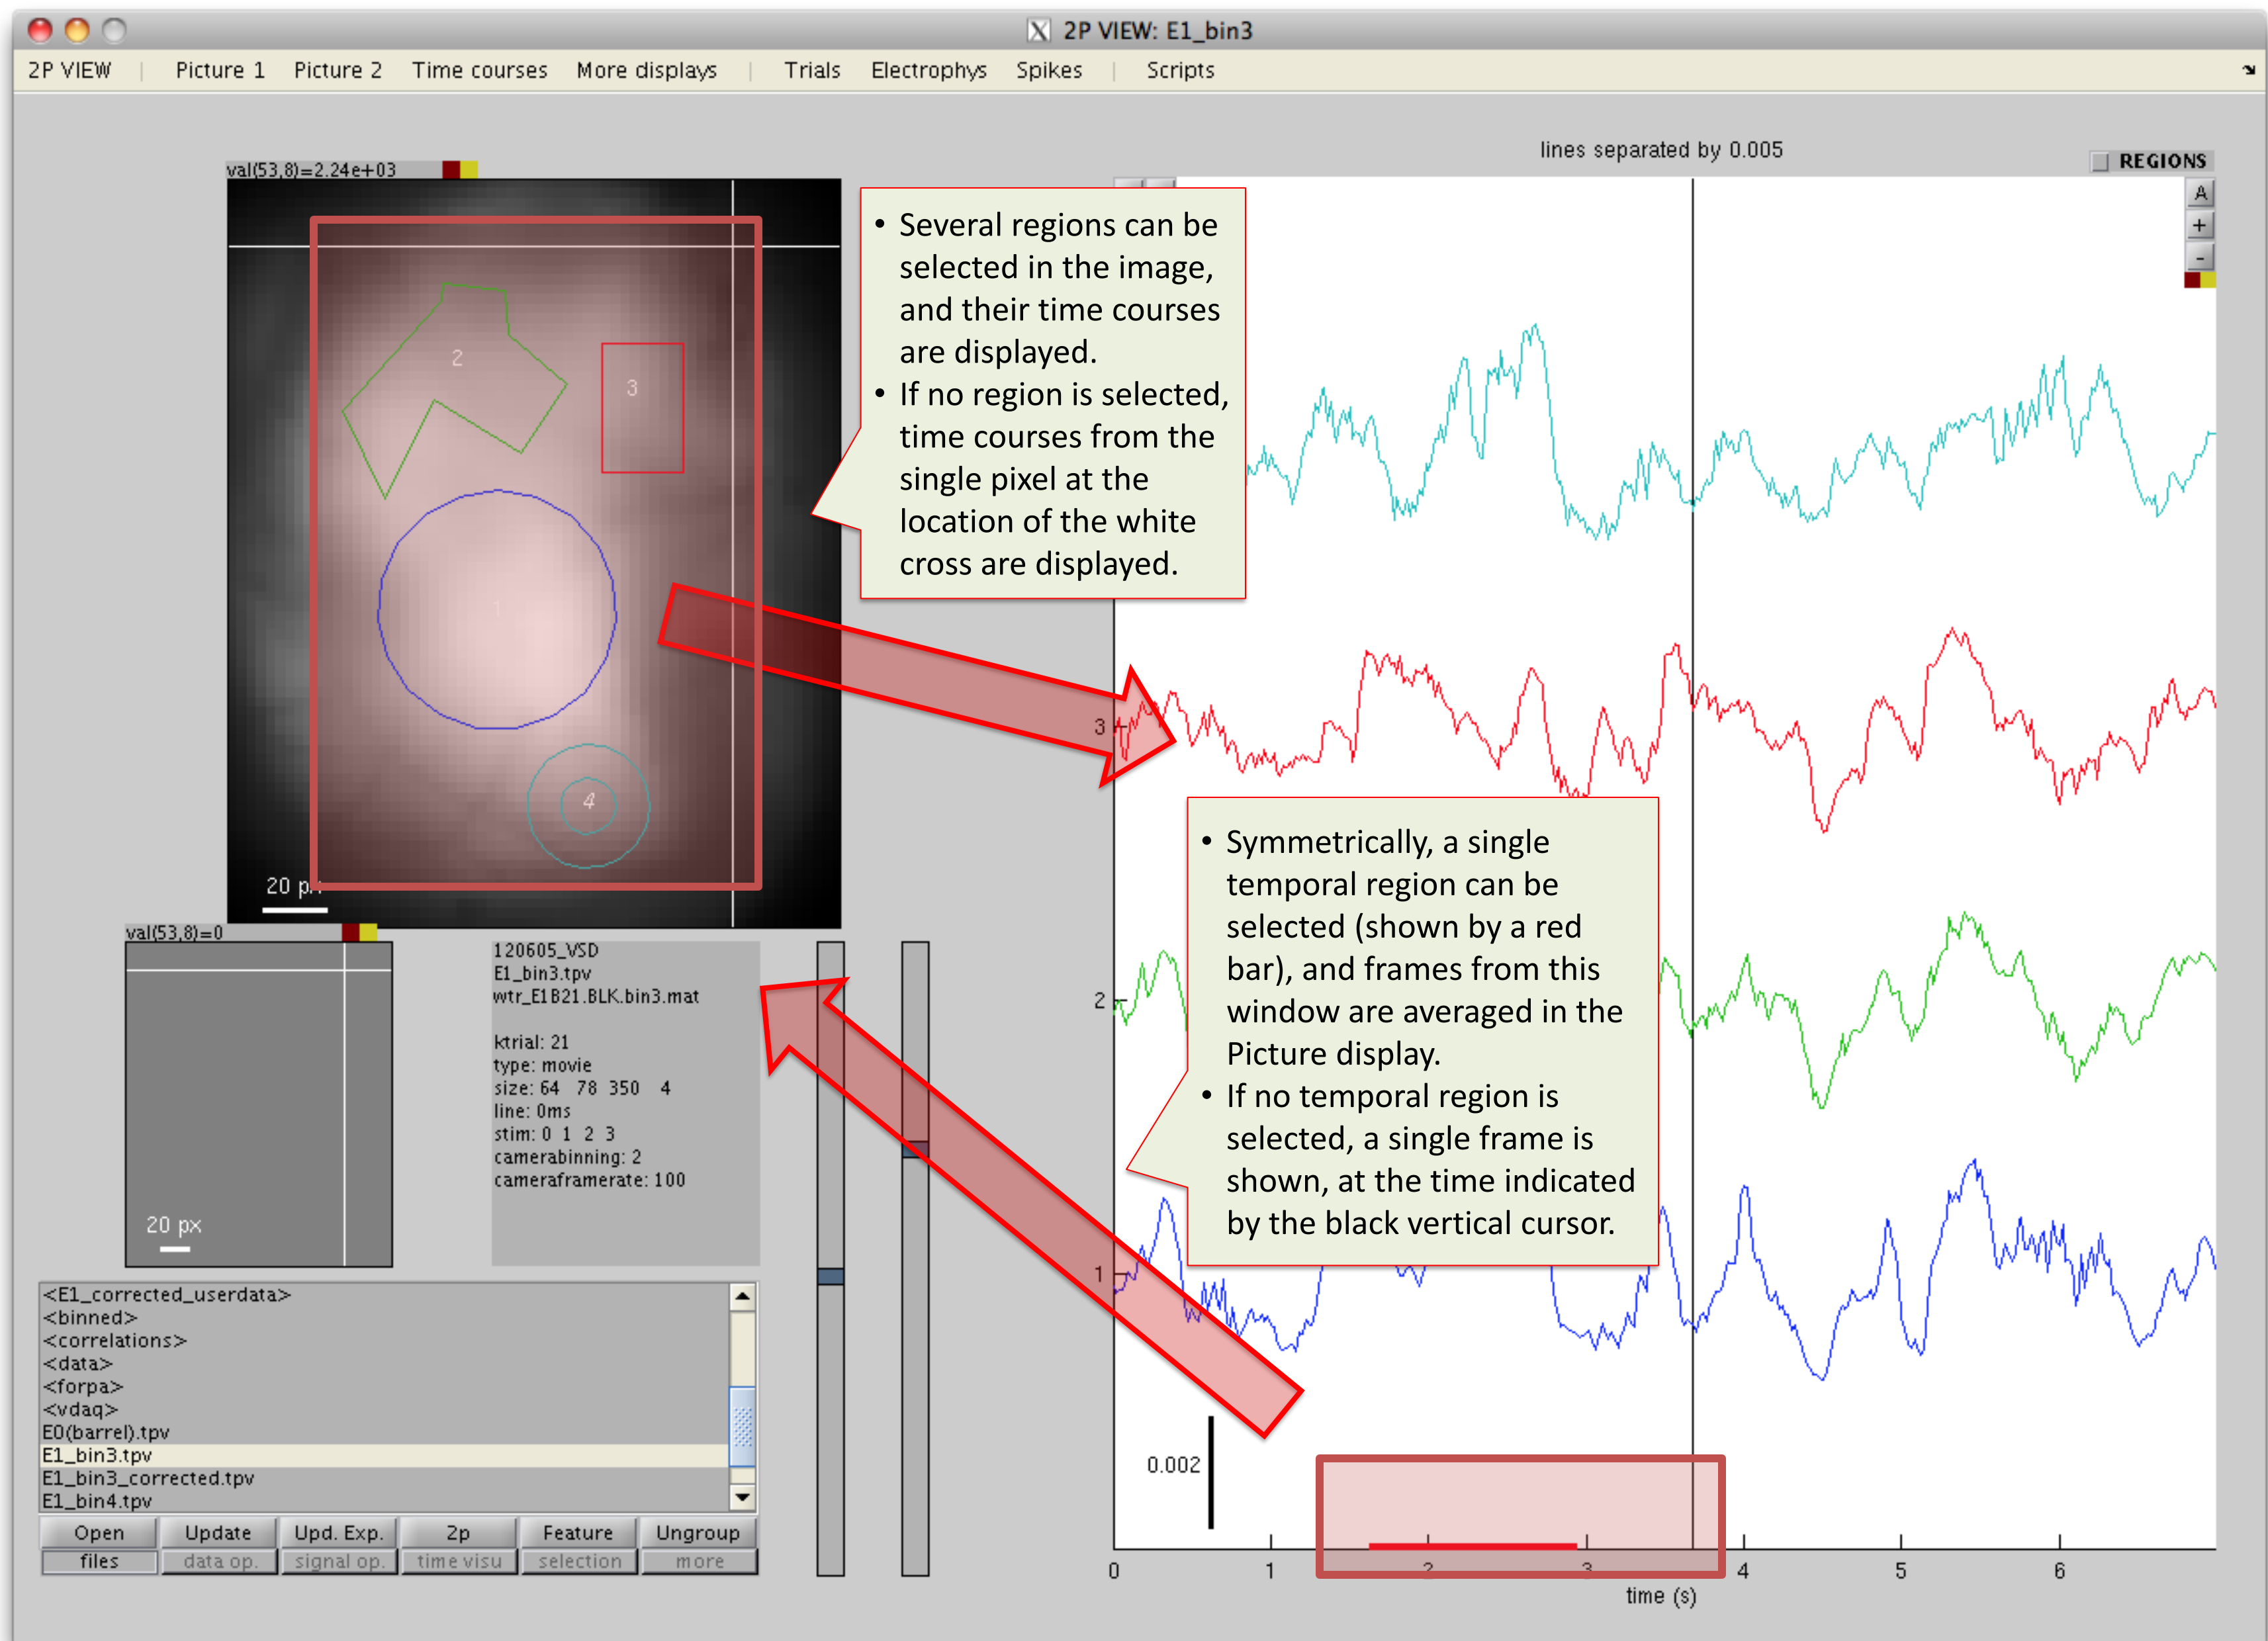 2P VIEW: E1_bin3
2P VIEW | Picture 1 Picture 2 Time courses More displays | Trials Electrophys Spikes | Scripts
lines separated by 0.005
REGIONS
A
+
-
val(53,8)=2.24e+03
2
3
1
4
20 px
• Several regions can be
selected in the image,
and their time courses
are displayed.
• If no region is selected,
time courses from the
single pixel at the
location of the white
cross are displayed.
3
2
1
• Symmetrically, a single
temporal region can be
selected (shown by a red
bar), and frames from this
window are averaged in the
Picture display.
• If no temporal region is
selected, a single frame is
shown, at the time indicated
by the black vertical cursor.
0.002
0 1 2 3 4 5 6
time (s)
val(53,8)=0
20 px
120605_VSD
E1_bin3.tpv
wtr_E1B21.BLK.bin3.mat
ktrial: 21
type: movie
size: 64 78 350 4
line: 0ms
stim: 0 1 2 3
camerabinning: 2
cameraframerate: 100
<E1_corrected_userdata>
<binned>
<correlations>
<data>
<forpa>
<vdaq>
E0(barrel).tpv
E1_bin3.tpv
E1_bin3_corrected.tpv
E1_bin4.tpv
Open Update Upd. Exp. 2p Feature Ungroup
files data op. signal op. time visu selection more